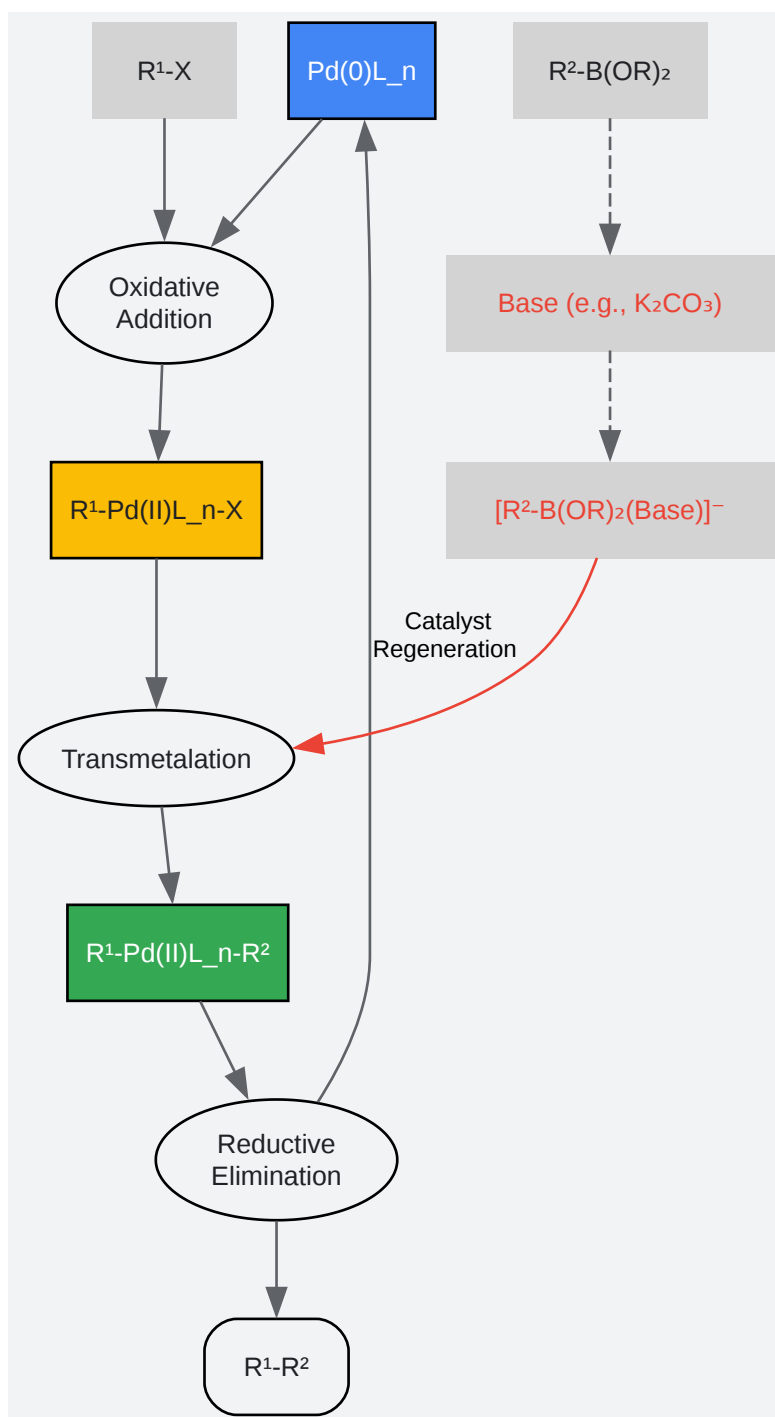 R¹-X
Pd(0)L_n
R²-B(OR)₂
Oxidative
Addition
Base (e.g., K₂CO₃)
R¹-Pd(II)L_n-X
[R²-B(OR)₂(Base)]⁻
Catalyst
Regeneration
Transmetalation
R¹-Pd(II)L_n-R²
Reductive
Elimination
R¹-R²